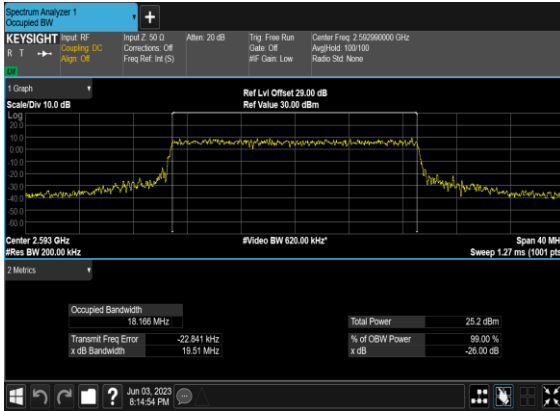 Spectrum Analyzer 1
Occupied BW
KEYSIGHT Input: RF Input Z: 50 Ω Atten: 20 dB Trig: Free Run Center Freq: 2.592990000 GHz
R T Coupling: DC Corrections: Off Gate: Off Avg|Hold: 100/100
Align: Off Freq Ref: Int (S) #IF Gain: Low Radio Std: None
1 Graph
Ref Lvl Offset 29.00 dB
Scale/Div 10.0 dB Ref Value 30.00 dBm
Log
20.0
10.0
0.00
-10.0
-20.0
-30.0
-40.0
-50.0
-60.0
Center 2.593 GHz #Video BW 620.00 kHz* Span 40 MH
#Res BW 200.00 kHz Sweep 1.27 ms (1001 pts
2 Metrics
Occupied Bandwidth
18.166 MHz Total Power 25.2 dBm
Transmit Freq Error -22.841 kHz % of OBW Power 99.00 %
x dB Bandwidth 19.51 MHz x dB -26.00 dB
Jun 03, 2023
8:14:54 PM